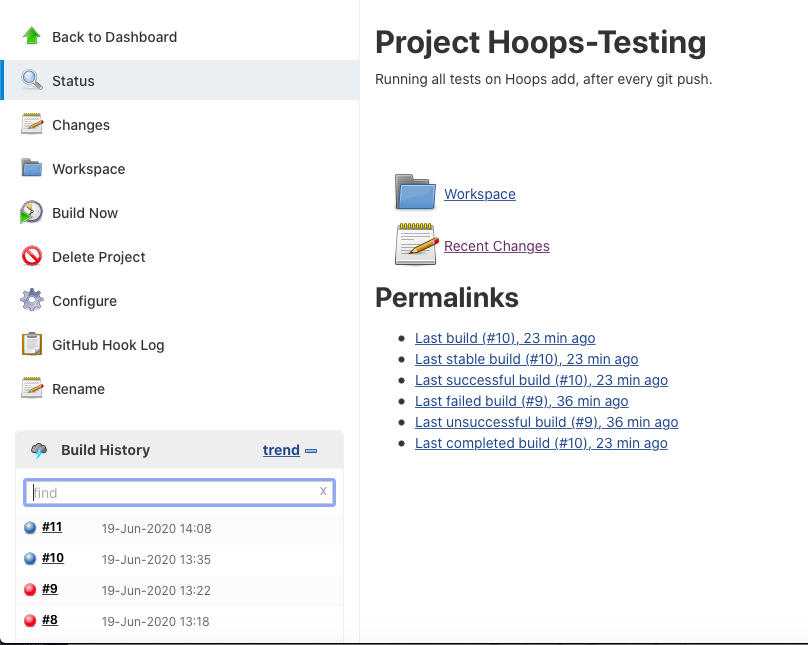 Back to Dashboard
Status
Changes
Workspace
Build Now
Delete Project
Configure
GitHub Hook Log
Rename
Build History trend
find x
#11 19-Jun-2020 14:08
#10 19-Jun-2020 13:35
#9 19-Jun-2020 13:22
#8 19-Jun-2020 13:18
Project Hoops-Testing
Running all tests on Hoops add, after every git push.
Workspace
Recent Changes
Permalinks
Last build (#10), 23 min ago
Last stable build (#10), 23 min ago
Last successful build (#10), 23 min ago
Last failed build (#9), 36 min ago
Last unsuccessful build (#9), 36 min ago
Last completed build (#10), 23 min ago